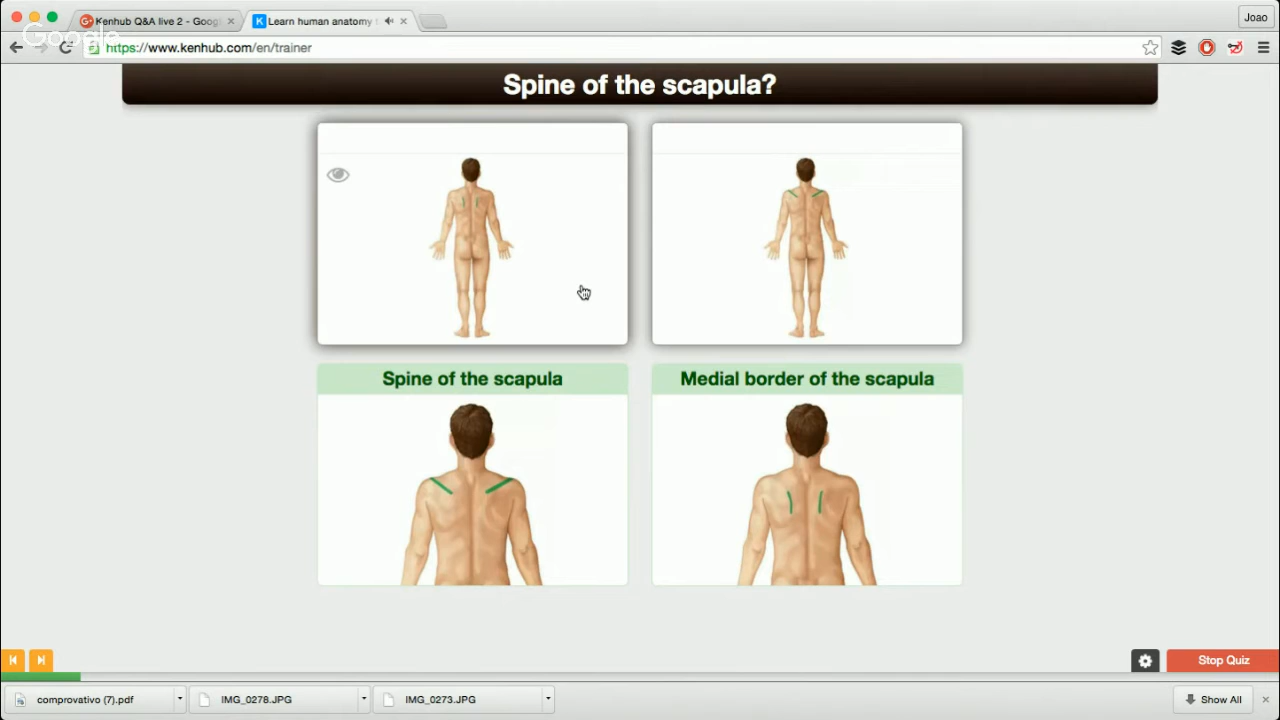 Kenhub Q&A live 2 - Goog
Learn human anatomy
Joao
Google
https://www.kenhub.com/en/trainer
Spine of the scapula?
Spine of the scapula
Medial border of the scapula
Stop Quiz
comprovativo (7).pdf
IMG_0278.JPG
IMG_0273.JPG
Show All